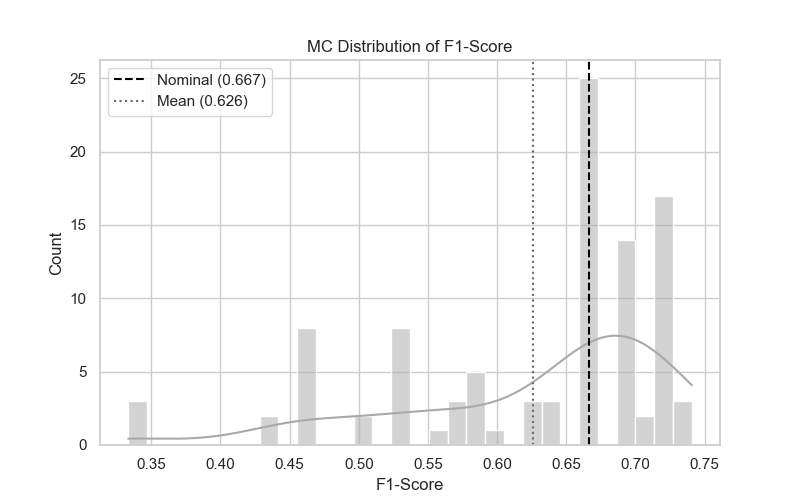 MC Distribution of F1-Score
Nominal (0.667)
Mean (0.626)
25
20
15
10
5
0
Count
0.35 0.40 0.45 0.50 0.55 0.60 0.65 0.70 0.75
F1-Score